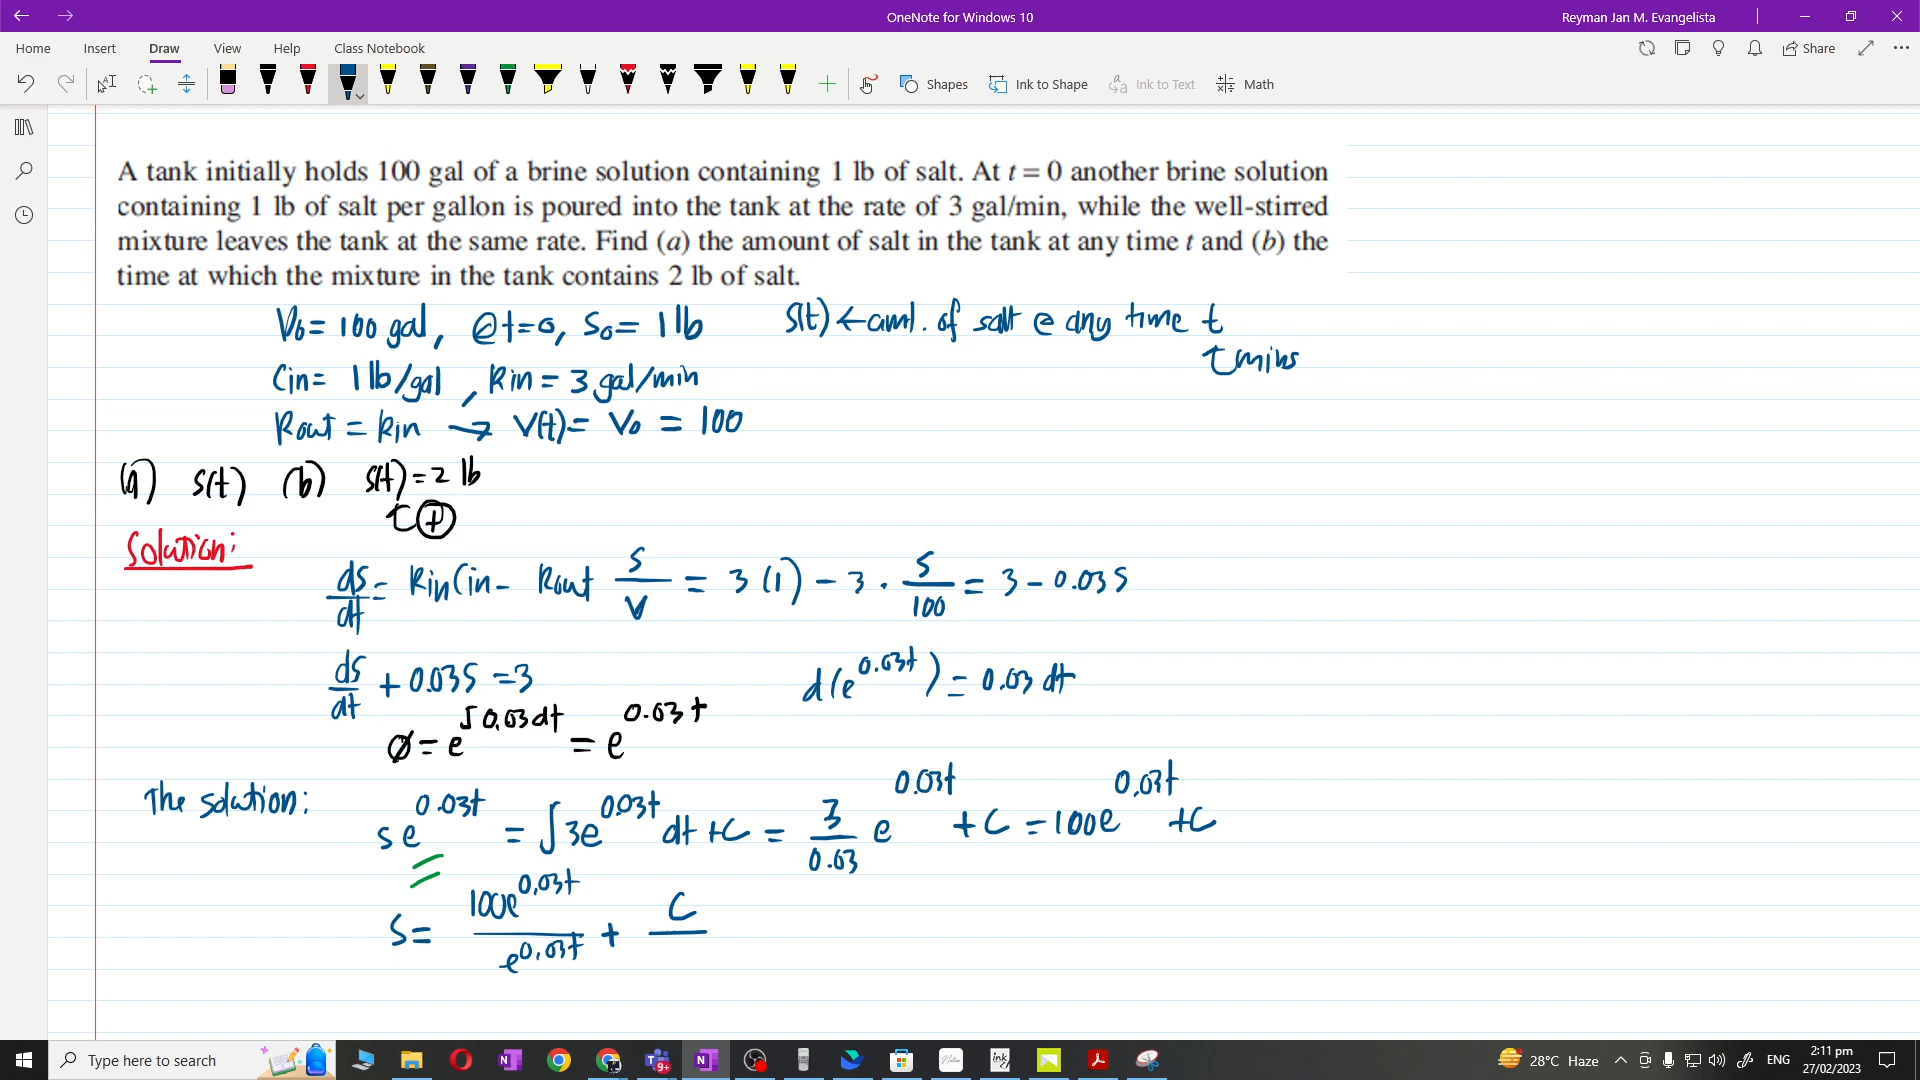 OneNote for Windows 10
Reyman Jan M. Evangelista
Home Insert Draw View Help Class Notebook
Share
Shapes Ink to Shape Ink to Text Math
A tank initially holds 100 gal of a brine solution containing 1 lb of salt. At t = 0 another brine solution
containing 1 lb of salt per gallon is poured into the tank at the rate of 3 gal/min, while the well-stirred
mixture leaves the tank at the same rate. Find (a) the amount of salt in the tank at any time t and (b) the
time at which the mixture in the tank contains 2 lb of salt.
V₀ = 100 gal, @ t=0, S₀ = 1 lb S(t) ← amt. of salt @ any time t
t mins
Cin = 1 lb/gal, Rin = 3 gal/min
Rout = Rin → V(t) = V₀ = 100
(a) S(t) (b) S(t) = 2 lb
t
Solution:
ds/dt = Rin Cin - Rout S/V = 3(1) - 3 · S/100 = 3 - 0.03S
ds/dt + 0.03S = 3 d(e^0.03t) = 0.03 dt
ø = e^∫0.03dt = e^0.03t
The solution:
s e^0.03t = ∫3e^0.03t dt + C = 3/0.03 e^0.03t + C = 100e^0.03t + C
S = 100e^0.03t/e^0.03t + C
Type here to search
28°C Haze
ENG
2:11 pm
27/02/2023